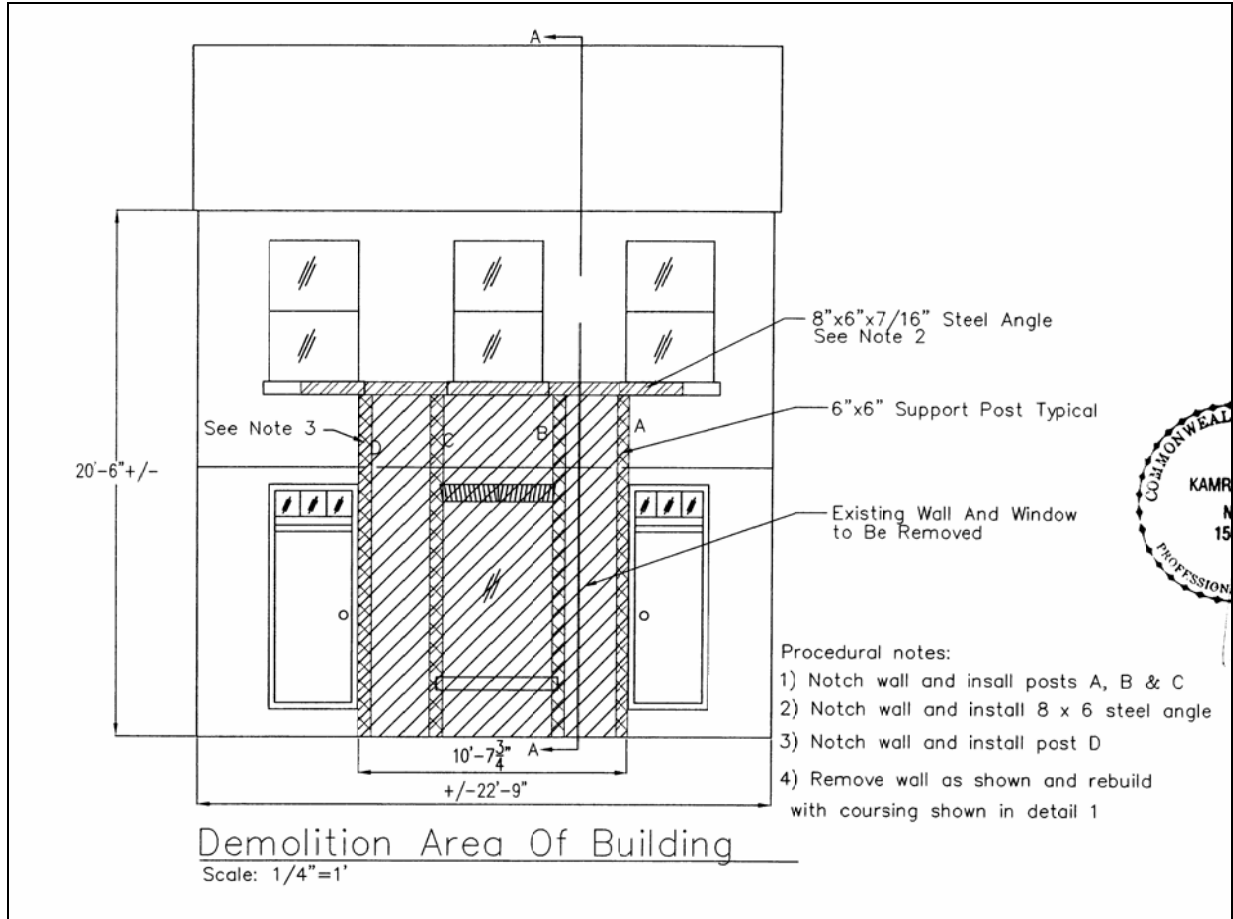 A
8"x6"x7/16" Steel Angle
See Note 2
6"x6" Support Post Typical
See Note 3
D
C
B
A
20'-6"+/-
Existing Wall And Window
to Be Removed
COMMONWEAL
KAMR
N
15
PROFESSION
Procedural notes:
1) Notch wall and insall posts A, B & C
2) Notch wall and install 8 x 6 steel angle
3) Notch wall and install post D
4) Remove wall as shown and rebuild
with coursing shown in detail 1
A
10'-7 3/4"
+/-22'-9"
Demolition Area Of Building
Scale: 1/4"=1'